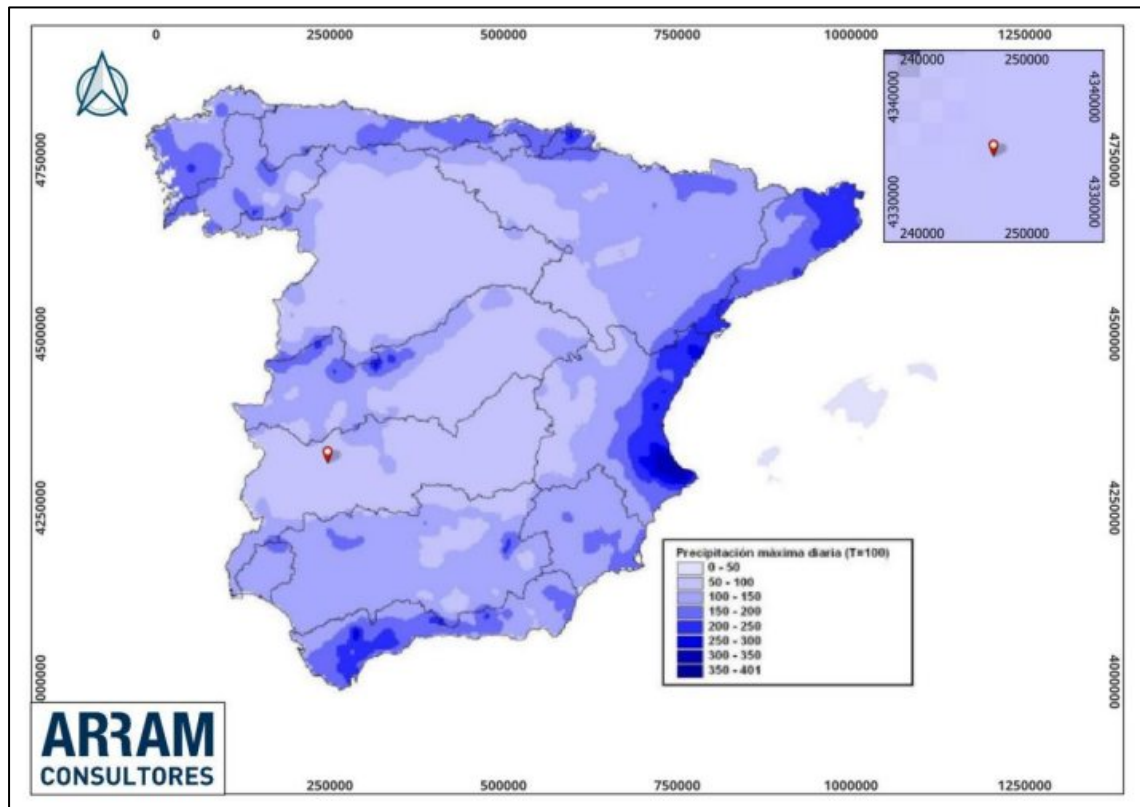 0 250000 500000 750000 1000000 1250000
240000 250000
4340000 4340000
4330000 4330000
240000 250000
4750000 4750000
4500000 4500000
4250000 4250000
Precipitación máxima diaria (T=100)
0 - 50
50 - 100
100 - 150
150 - 200
200 - 250
250 - 300
300 - 350
350 - 401
000000 4000000
ARRAM
CONSULTORES
250000 500000 750000 1000000 1250000